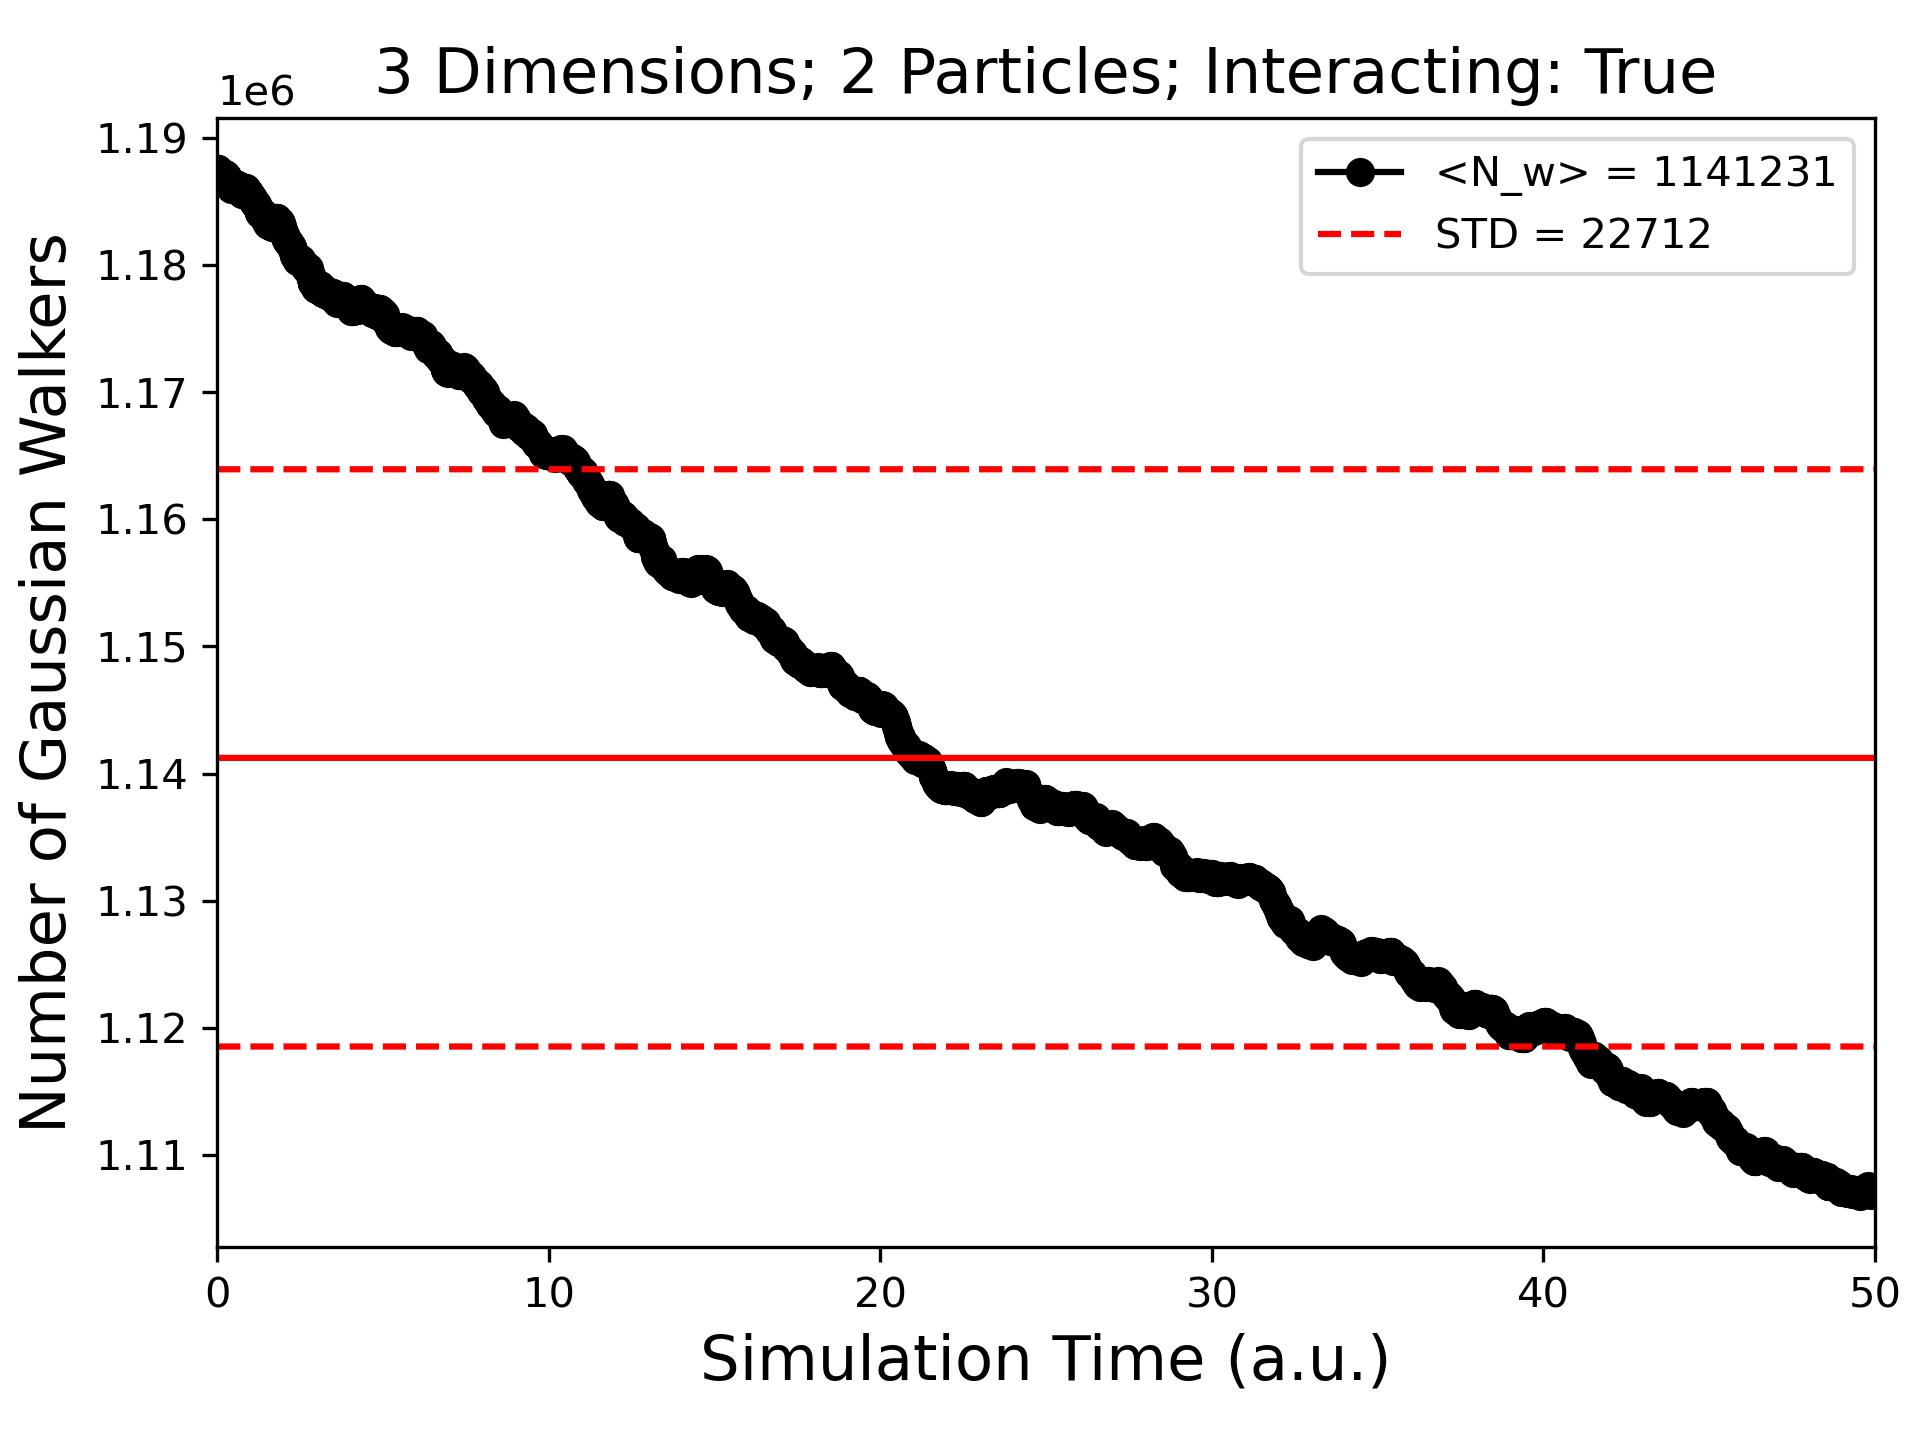 3 Dimensions; 2 Particles; Interacting: True
1e6
<N_w> = 1141231
STD = 22712
Number of Gaussian Walkers
1.19
1.18
1.17
1.16
1.15
1.14
1.13
1.12
1.11
0 10 20 30 40 50
Simulation Time (a.u.)